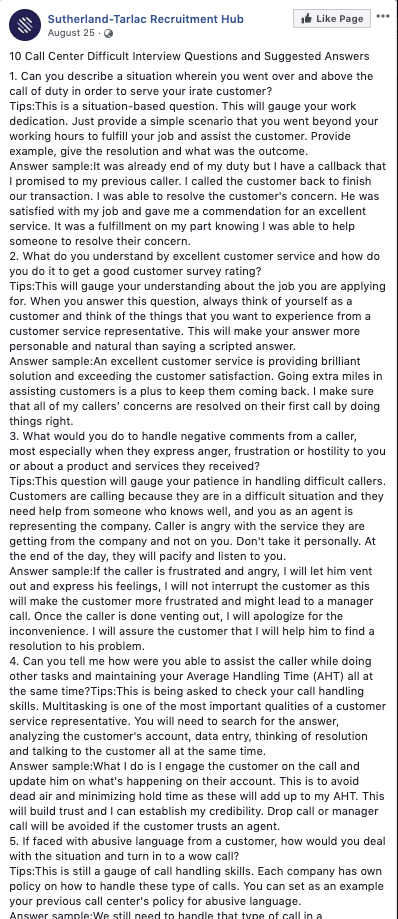 Sutherland-Tarlac Recruitment Hub
Like Page
August 25
10 Call Center Difficult Interview Questions and Suggested Answers
1. Can you describe a situation wherein you went over and above the
call of duty in order to serve your irate customer?
Tips:This is a situation-based question. This will gauge your work
dedication. Just provide a simple scenario that you went beyond your
working hours to fulfill your job and assist the customer. Provide
example, give the resolution and what was the outcome.
Answer sample:It was already end of my duty but I have a callback that
I promised to my previous caller. I called the customer back to finish
our transaction. I was able to resolve the customer's concern. He was
satisfied with my job and gave me a commendation for an excellent
service. It was a fulfillment on my part knowing I was able to help
someone to resolve their concern.
2. What do you understand by excellent customer service and how do
you do it to get a good customer survey rating?
Tips:This will gauge your understanding about the job you are applying
for. When you answer this question, always think of yourself as a
customer and think of the things that you want to experience from a
customer service representative. This will make your answer more
personable and natural than saying a scripted answer.
Answer sample:An excellent customer service is providing brilliant
solution and exceeding the customer satisfaction. Going extra miles in
assisting customers is a plus to keep them coming back. I make sure
that all of my callers’ concerns are resolved on their first call by doing
things right.
3. What would you do to handle negative comments from a caller,
most especially when they express anger, frustration or hostility to you
or about a product and services they received?
Tips:This question will gauge your patience in handling difficult callers.
Customers are calling because they are in a difficult situation and they
need help from someone who knows well, and you as an agent is
representing the company. Caller is angry with the service they are
getting from the company and not on you. Don't take it personally. At
the end of the day, they will pacify and listen to you.
Answer sample:If the caller is frustrated and angry, I will let him vent
out and express his feelings, I will not interrupt the customer as this
will make the customer more frustrated and might lead to a manager
call. Once the caller is done venting out, I will apologize for the
inconvenience. I will assure the customer that I will help him to find a
resolution to his problem.
4. Can you tell me how were you able to assist the caller while doing
other tasks and maintaining your Average Handling Time (AHT) all at
the same time?Tips:This is being asked to check your call handling
skills. Multitasking is one of the most important qualities of a customer
service representative. You will need to search for the answer,
analyzing the customer's account, data entry, thinking of resolution
and talking to the customer all at the same time.
Answer sample:What I do is I engage the customer on the call and
update him on what's happening on their account. This is to avoid
dead air and minimizing hold time as these will add up to my AHT. This
will build trust and I can establish my credibility. Drop call or manager
call will be avoided if the customer trusts an agent.
5. If faced with abusive language from a customer, how would you deal
with the situation and turn in to a wow call?
Tips:This is still a gauge of call handling skills. Each company has own
policy on how to handle these type of calls. You can set as an example
your previous call center's policy for abusive language.
Answer sample:We still need to handle that type of call in a